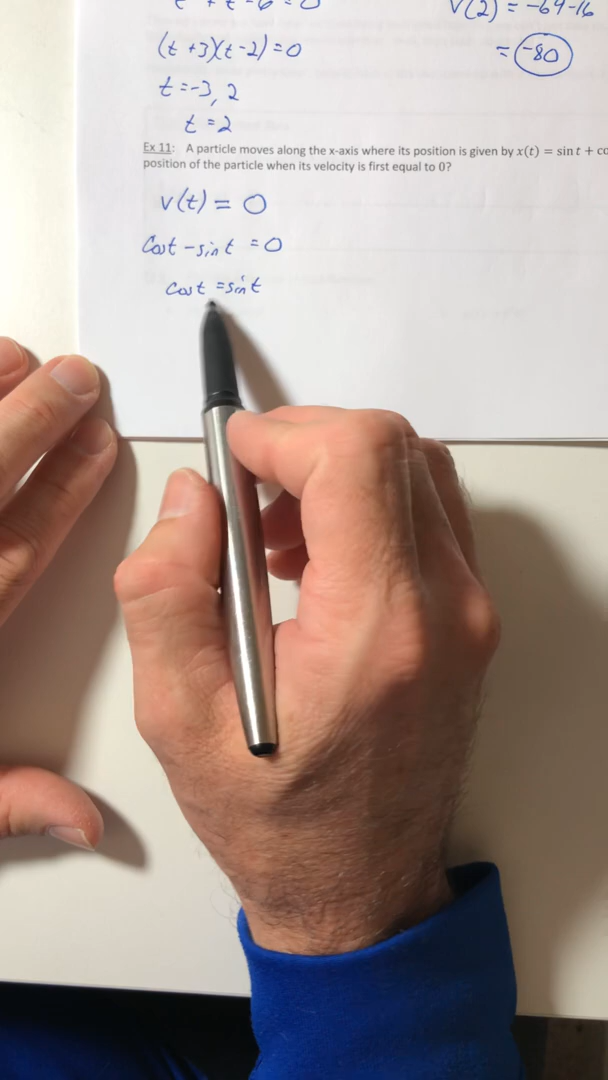 V(2) = -64-16
(t +3)(t -2) = 0
= -80
t = -3, 2
t = 2
Ex 11: A particle moves along the x-axis where its position is given by x(t) = sin t +
position of the particle when its velocity is first equal to 0?
v(t) = 0
cos t - sin t = 0
cos t = sin t